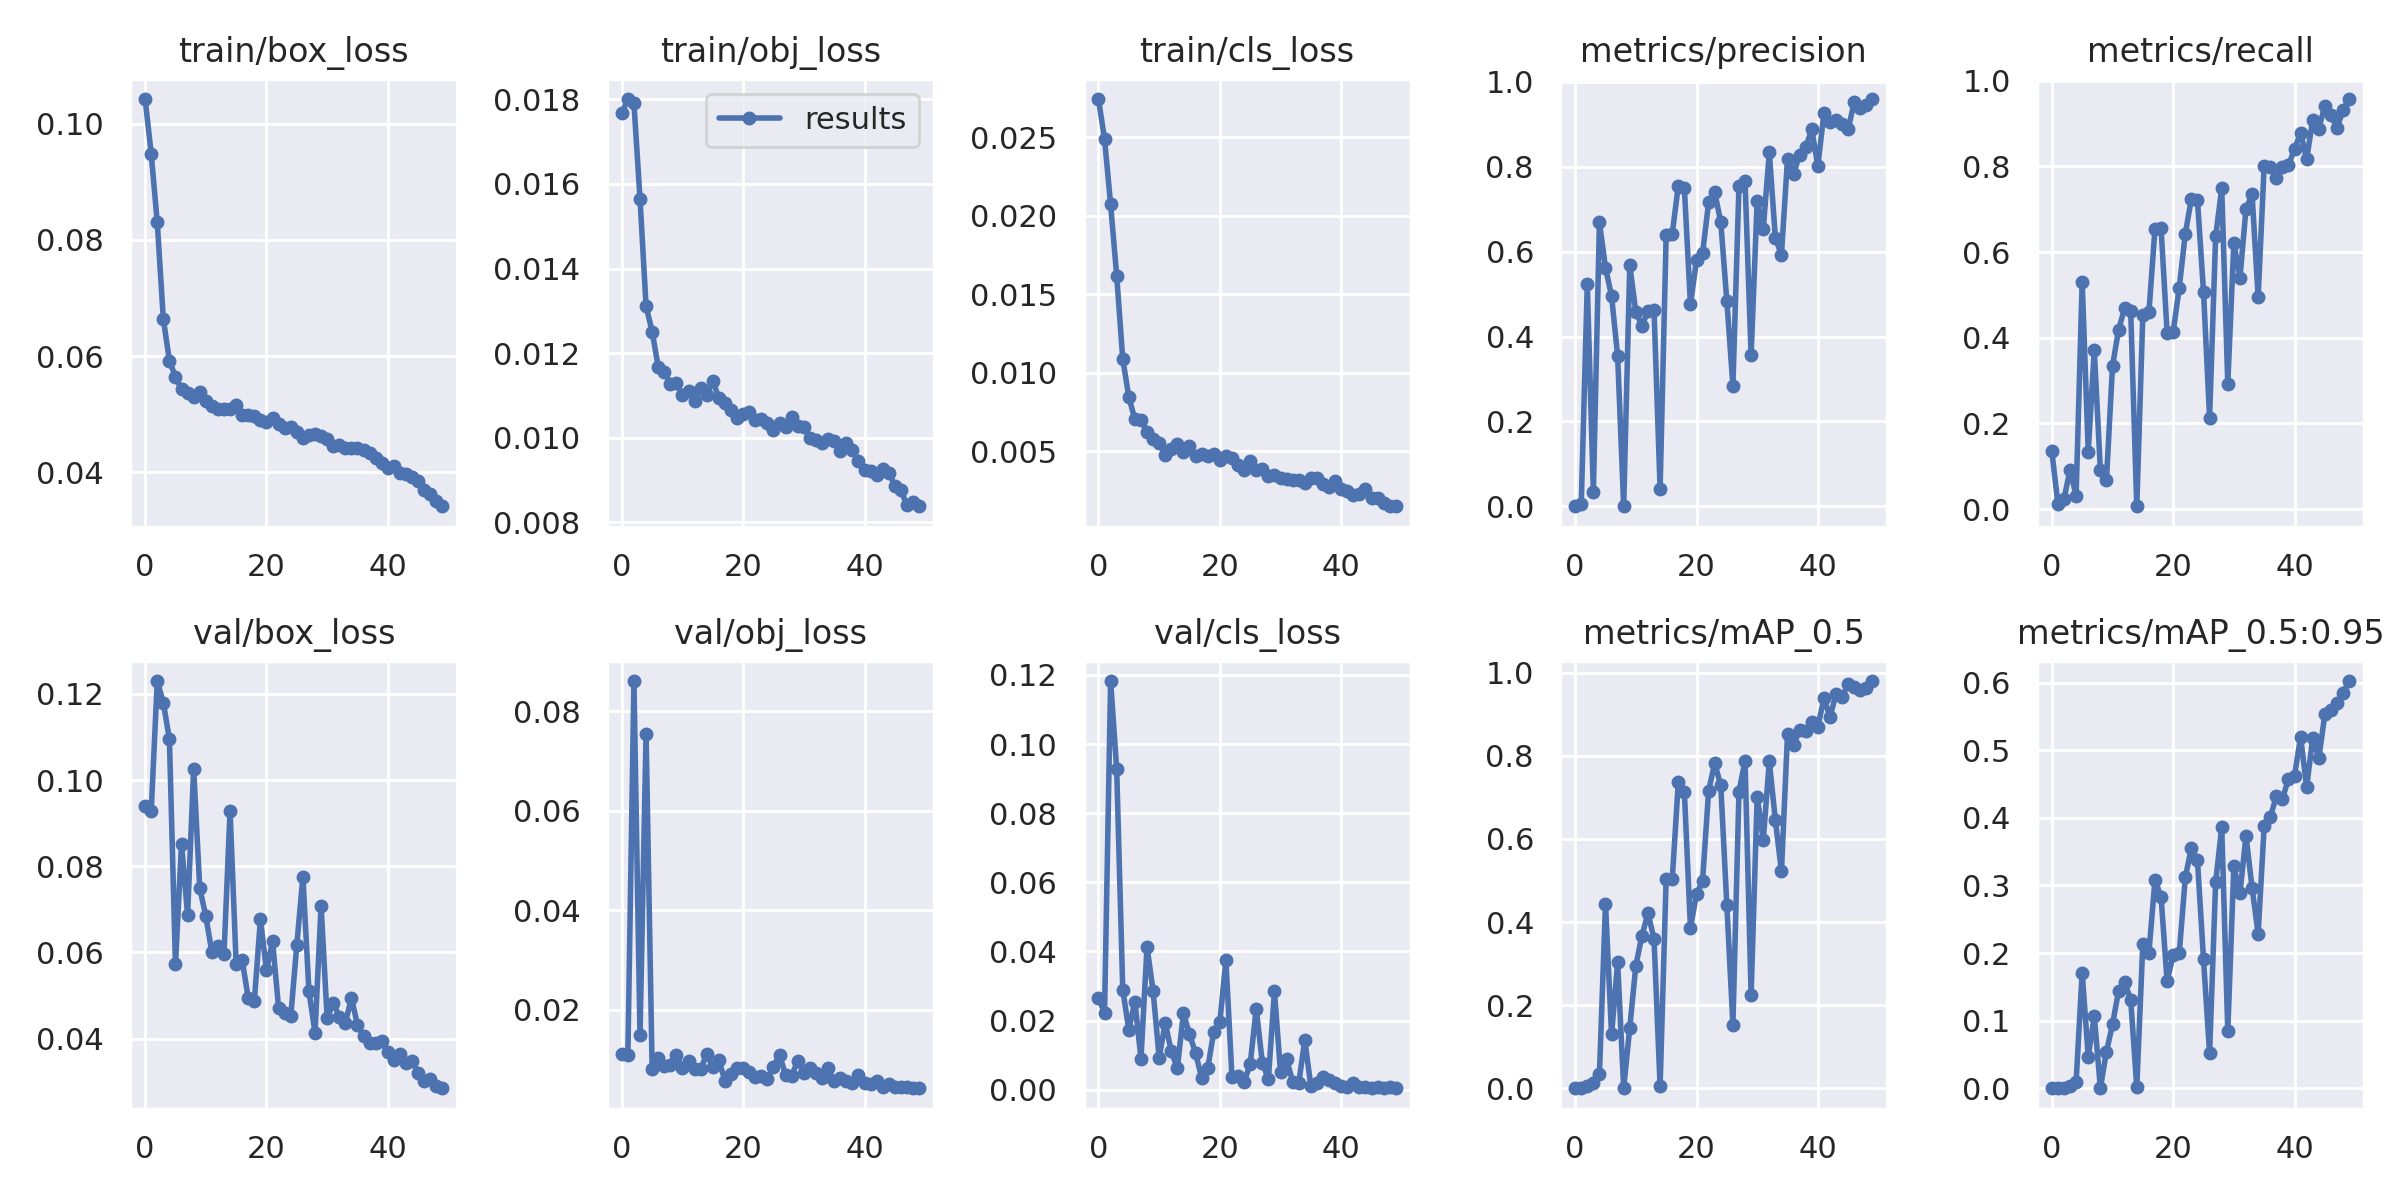 train/box_loss
0.10
0.08
0.06
0.04
0 20 40
train/obj_loss
results
0.018
0.016
0.014
0.012
0.010
0.008
0 20 40
train/cls_loss
0.025
0.020
0.015
0.010
0.005
0 20 40
metrics/precision
1.0
0.8
0.6
0.4
0.2
0.0
0 20 40
metrics/recall
1.0
0.8
0.6
0.4
0.2
0.0
0 20 40
val/box_loss
0.12
0.10
0.08
0.06
0.04
0 20 40
val/obj_loss
0.08
0.06
0.04
0.02
0 20 40
val/cls_loss
0.12
0.10
0.08
0.06
0.04
0.02
0.00
0 20 40
metrics/mAP_0.5
1.0
0.8
0.6
0.4
0.2
0.0
0 20 40
metrics/mAP_0.5:0.95
0.6
0.5
0.4
0.3
0.2
0.1
0.0
0 20 40